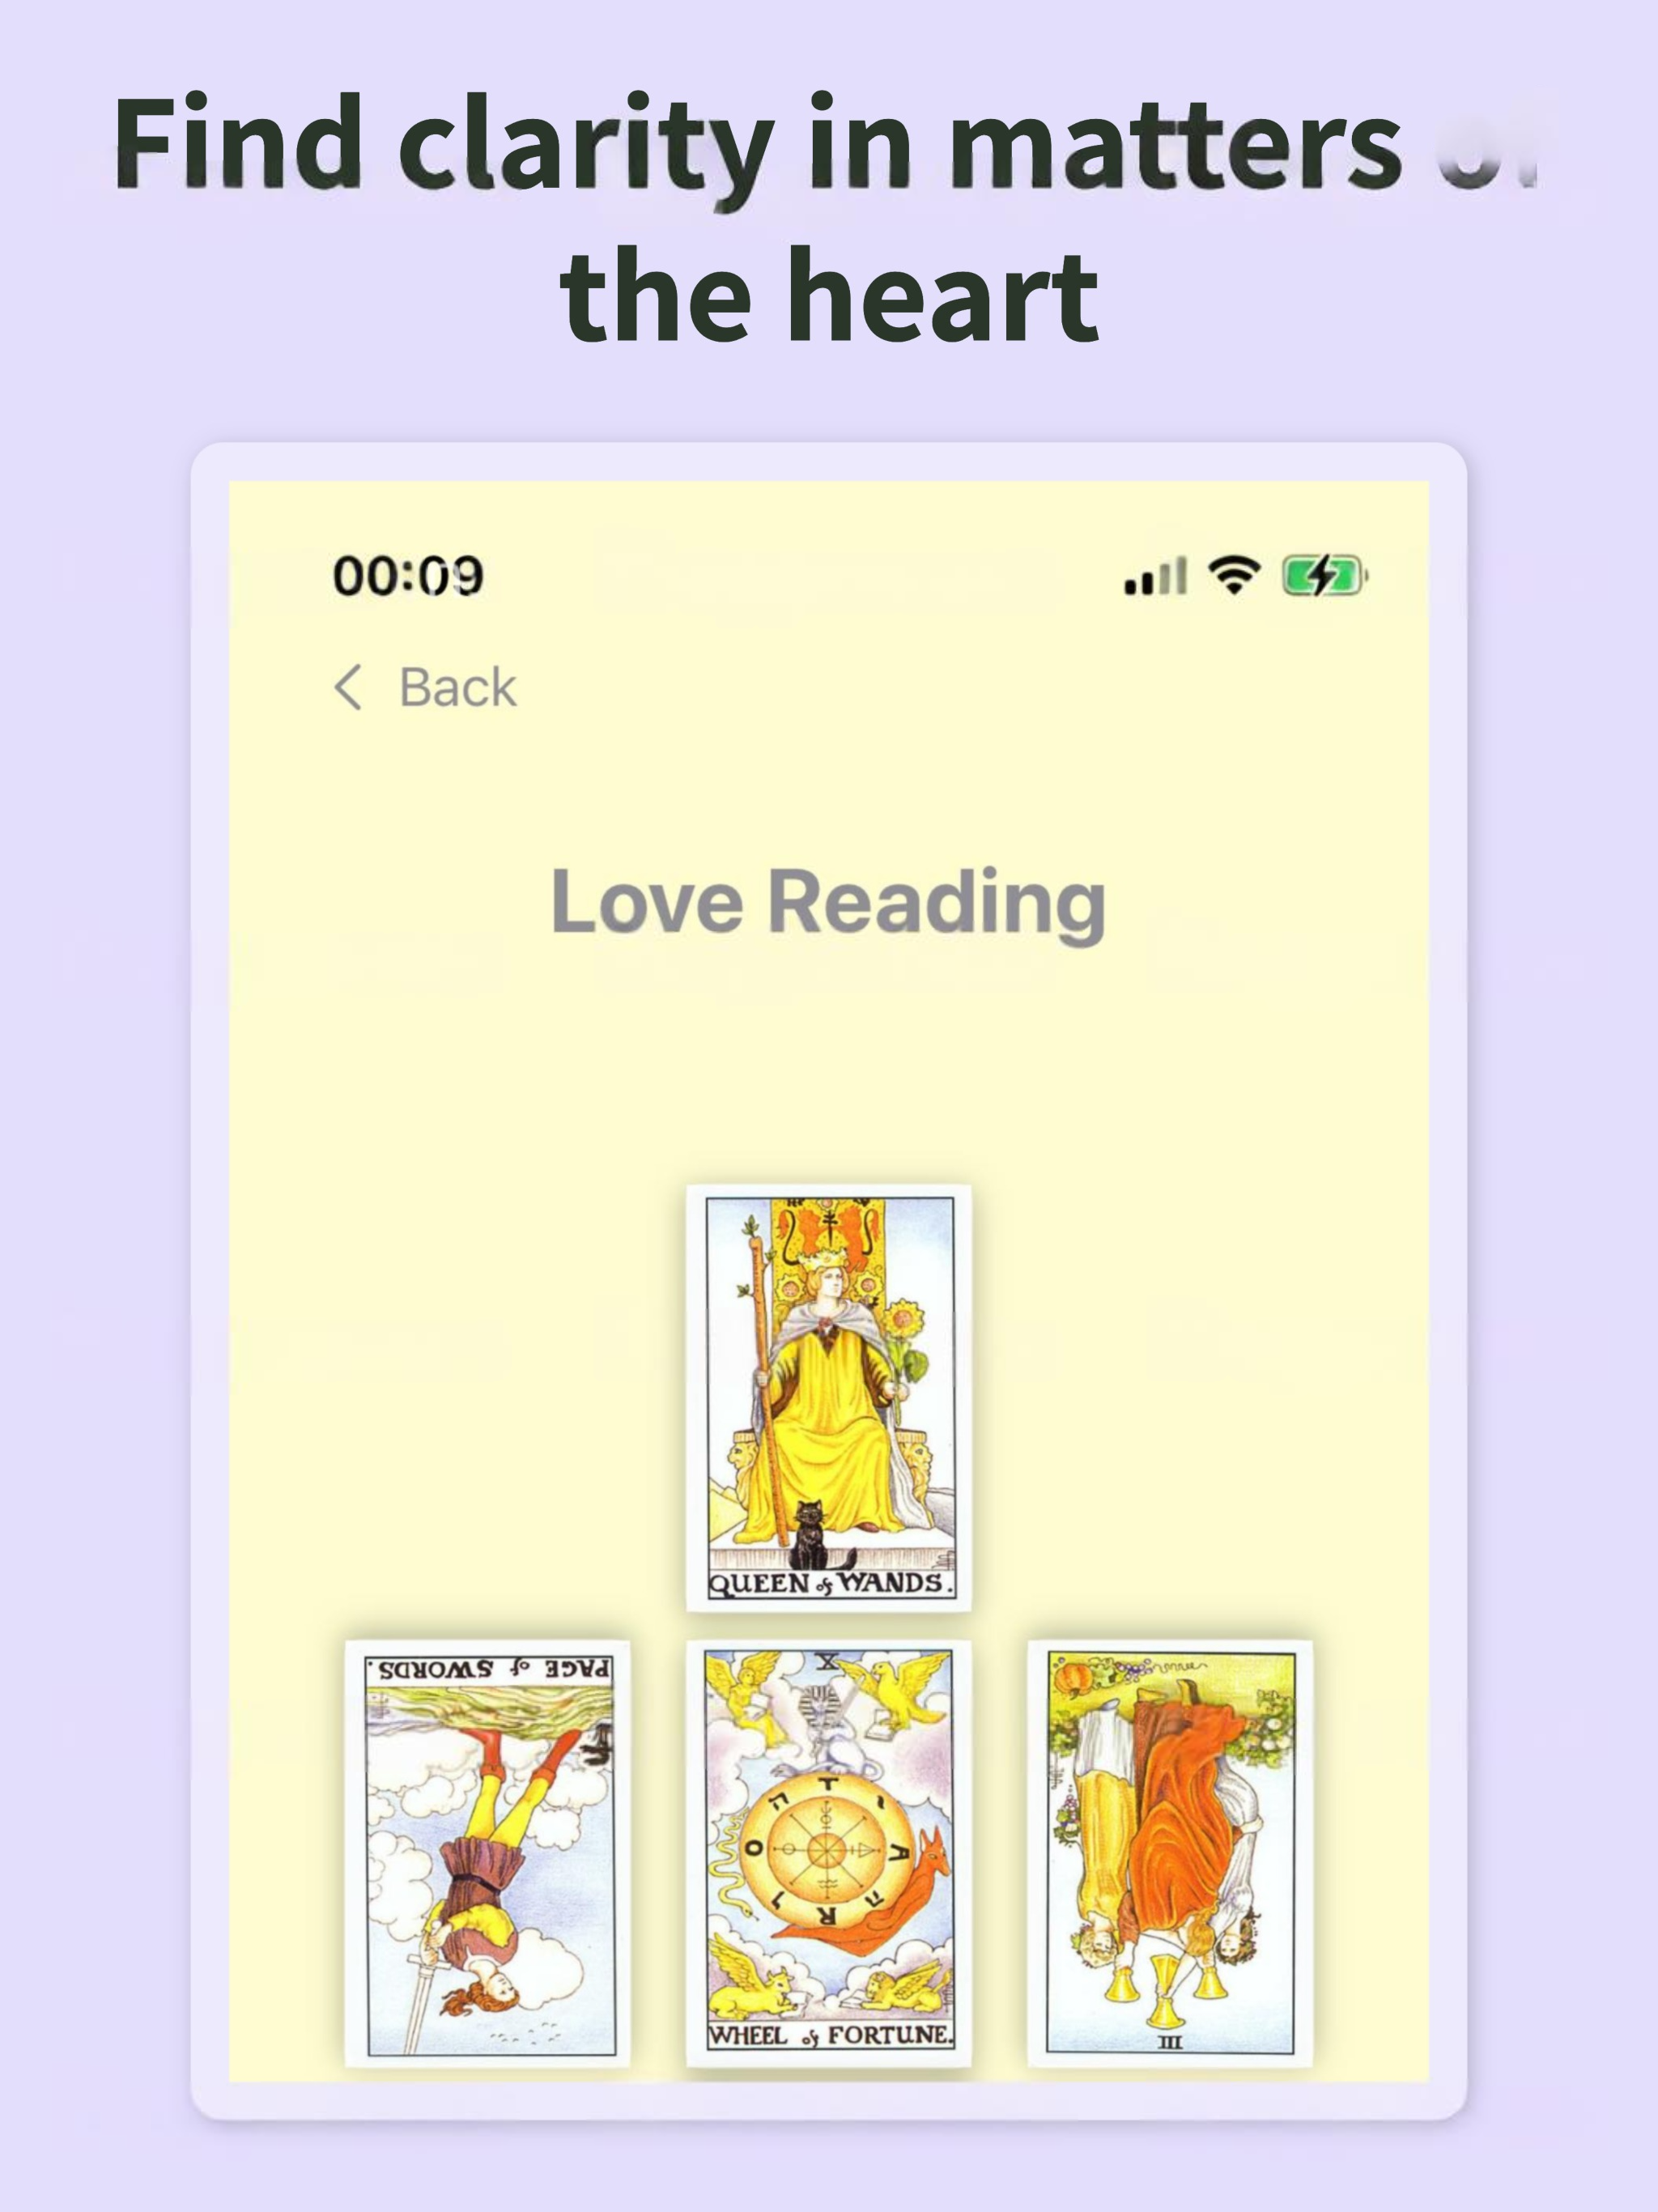 Find clarity in matters
the heart
00:09
Back
Love Reading
QUEEN of WANDS.
PAGE of SWORDS.
X
T
A
R
O
WHEEL of FORTUNE.
III